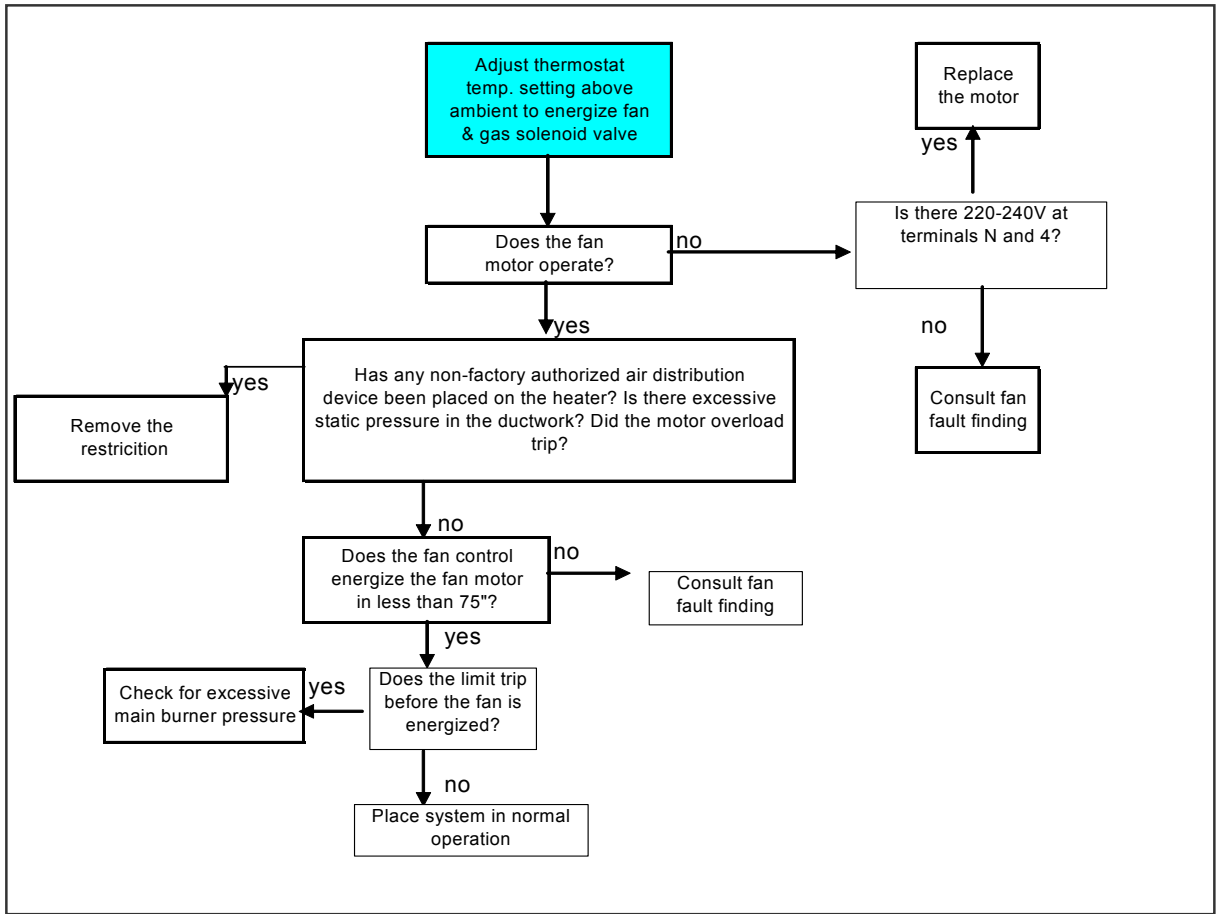 Adjust thermostat
temp. setting above
ambient to energize fan
& gas solenoid valve
Replace
the motor
yes
Is there 220-240V at
terminals N and 4?
Does the fan
motor operate?
no
no
yes
Consult fan
fault finding
Has any non-factory authorized air distribution
device been placed on the heater? Is there excessive
static pressure in the ductwork? Did the motor overload
trip?
yes
Remove the
restricition
no
Does the fan control
energize the fan motor
in less than 75"?
no
Consult fan
fault finding
yes
Does the limit trip
before the fan is
energized?
yes
Check for excessive
main burner pressure
no
Place system in normal
operation